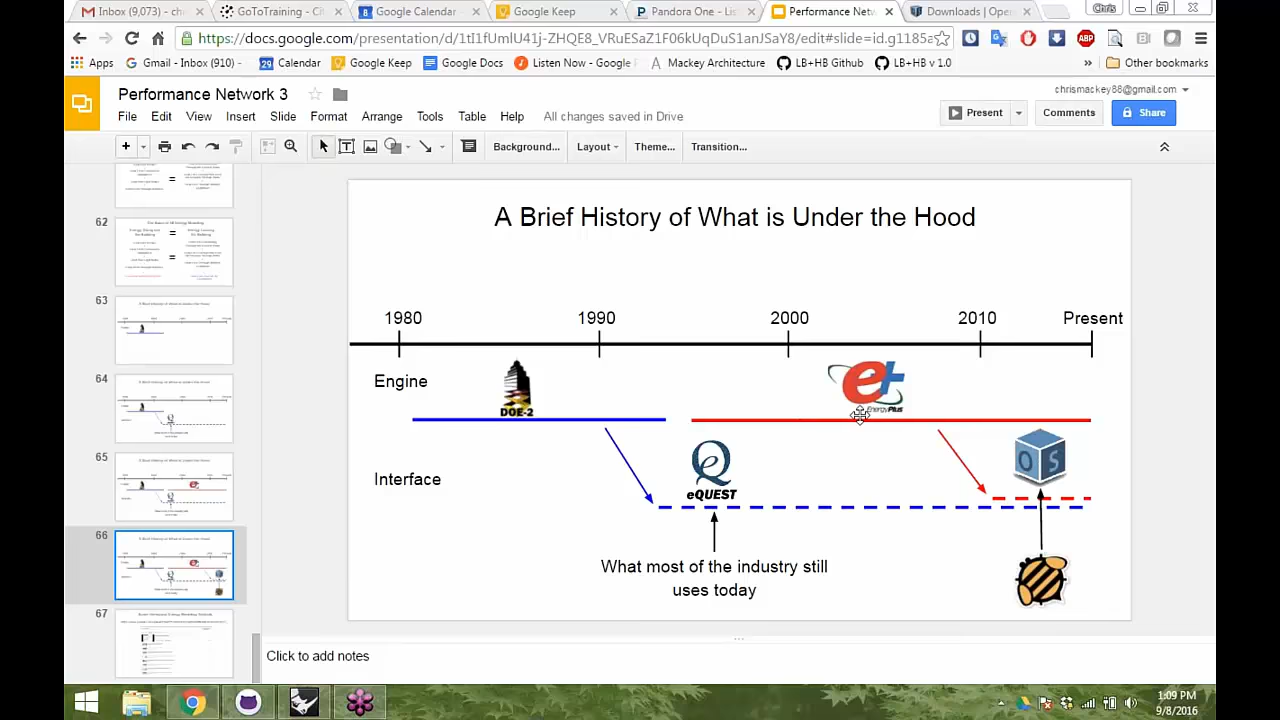 Inbox (9,073) - ch
GoToTraining - Cit
Google Calendar
Google Keep
Pandora One - List
Performance Netw
Downloads | Open
Chris
https://docs.google.com/presentation/d/1tI1fUmIU41j-ZHQE8_VRuESaZ1F06kUqDuS1anJSaY8/edit#slide=id.g1185a
Apps
Gmail - Inbox (910) -
29 Calendar
Google Keep
Google Docs
Listen Now - Google
Mackey Architecture
LB+HB Github
LB+HB v 1.0
»
Other bookmarks
Performance Network 3
chrismackey88@gmail.com
File Edit View Insert Slide Format Arrange Tools Table Help All changes saved in Drive
Present
Comments
Share
Background...
Layout
Theme...
Transition...
62
63
64
65
66
67
A Brief History of What is Under the Hood
1980 1990 2000 2010 Present
Engine
DOE-2
e+
EnergyPlus
Interface
Q
e
eQUEST
OS
What most of the industry still
uses today
Click to add notes
1:09 PM
9/8/2016